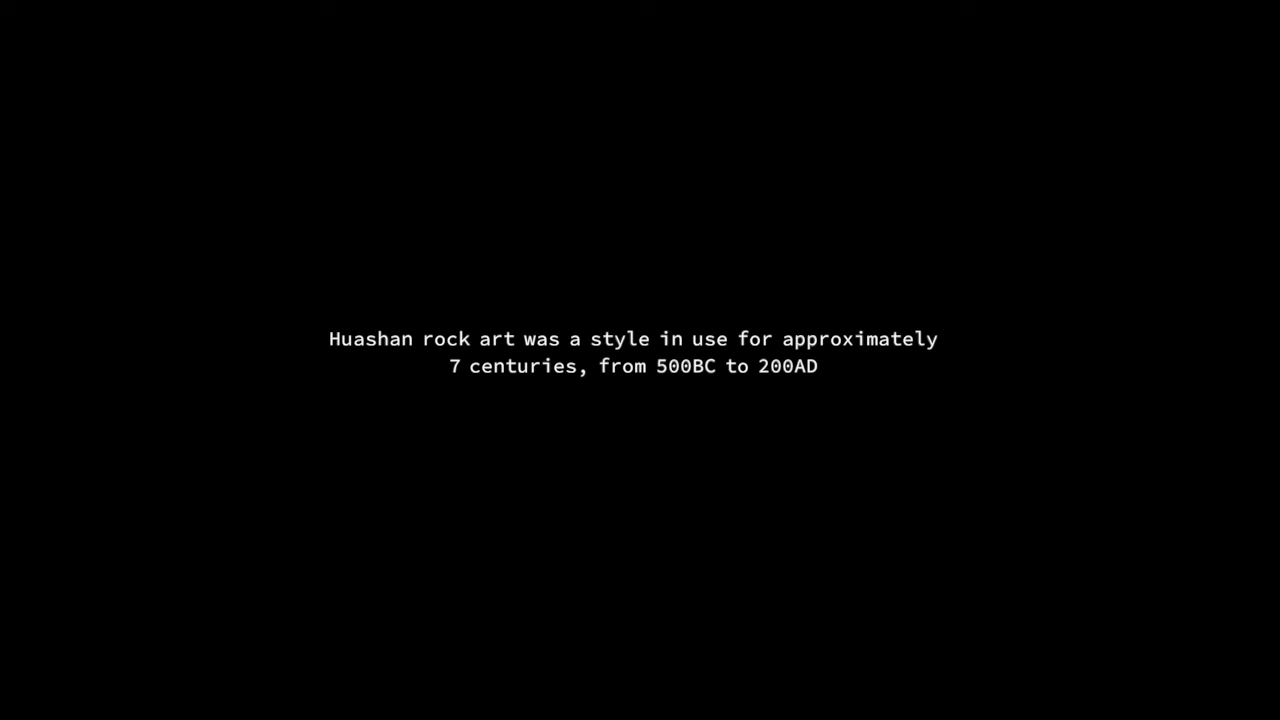 Huashan rock art was a style in use for approximately
7 centuries, from 500BC to 200AD